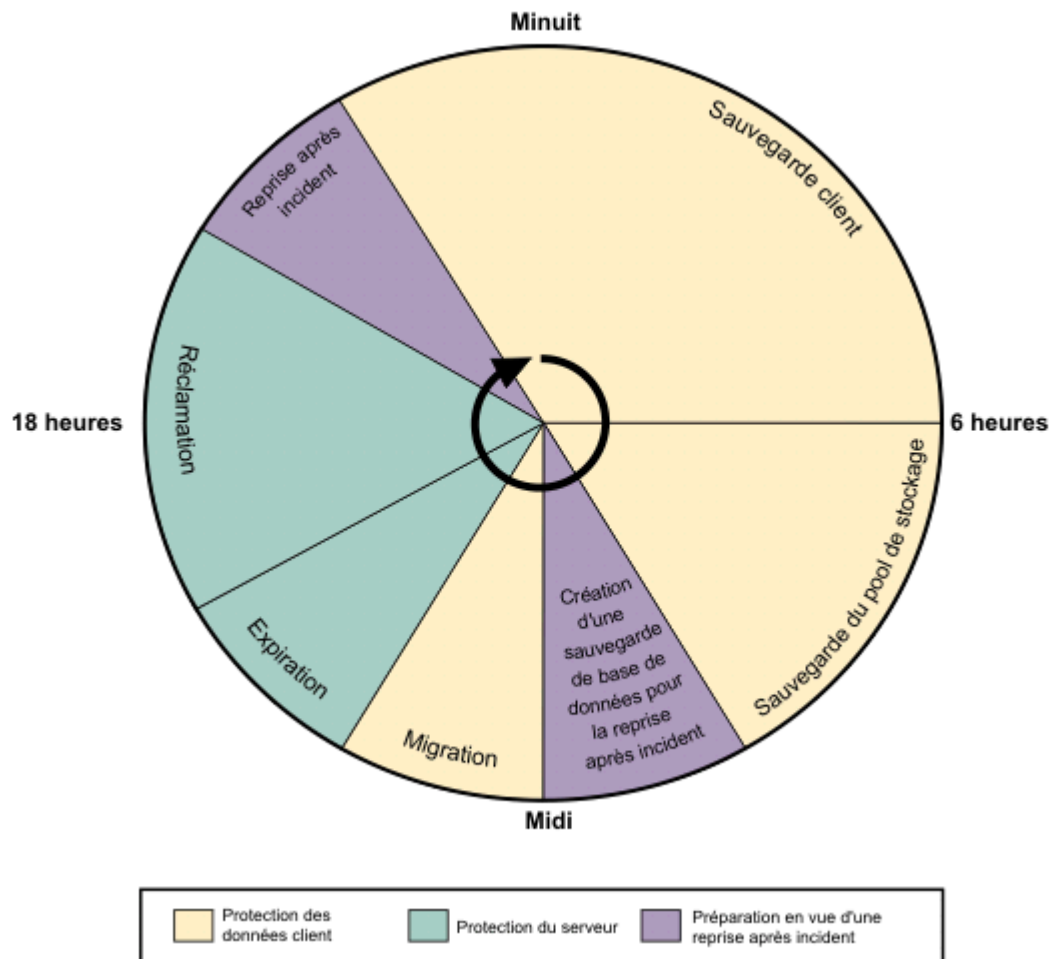 Minuit
Sauvegarde client
Reprise après
incident
Réclamation
18 heures
6 heures
Sauvegarde du pool de stockage
Création
d'une
sauvegarde
de base de
données pour
la reprise
après incident
Expiration
Migration
Midi
Protection des
données client
Protection du serveur
Préparation en vue d'une
reprise après incident